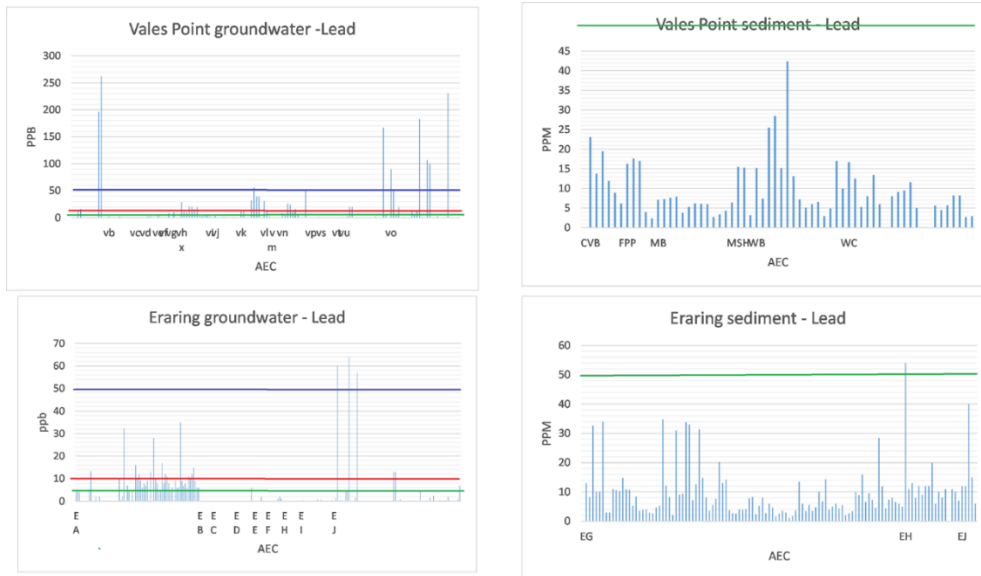 Vales Point groundwater -Lead
300
250
200
150
100
50
0
PPB
vb
vcvd
vh
x
vk
vn
vo
m
AEC
Vales Point sediment - Lead
45
40
35
30
25
20
15
10
5
0
PPM
CVB
FPP
MB
MSHWB
WC
AEC
Eraring groundwater - Lead
70
60
50
40
30
20
10
0
ppb
E E E E E E E E E
A B C D E F H I J
AEC
Eraring sediment - Lead
60
50
40
30
20
10
0
PPM
EG
EH
EJ
AEC